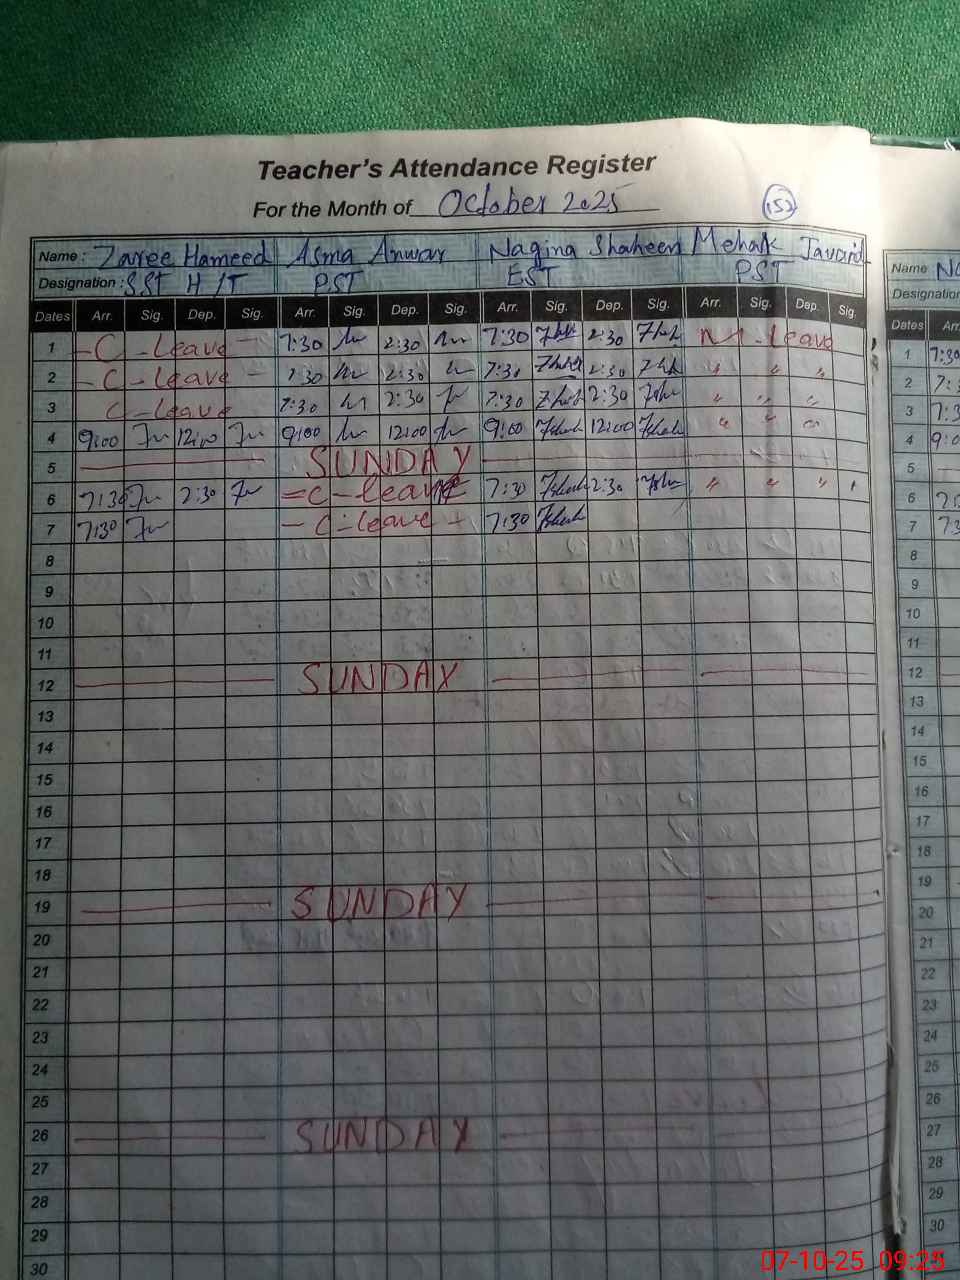 Teacher's Attendance Register
For the Month of October 2025 152
Name : Zaree Hameed Asma Anwar Nagina Shaheen Mehak Javaid
Designation : SST H/T PST EST PST
Dates Arr. Sig. Dep. Sig. Arr. Sig. Dep. Sig. Arr. Sig. Dep. Sig. Arr. Sig. Dep. Sig.
1 - C - Leave - 7:30 2:30 7:30 2:30 M - Leave
2 - C - Leave - 7:30 2:30 7:30 2:30 " " "
3 C - Leave 7:30 2:30 7:30 2:30 " " "
4 9:00 12:00 9:00 12:00 9:00 12:00 " " "
5 SUNDAY
6 7:30 2:30 = C - Leave 7:30 2:30 " " "
7 7:30 - C - Leave - 7:30
8
9
10
11
12 SUNDAY
13
14
15
16
17
18
19 SUNDAY
20
21
22
23
24
25
26 SUNDAY
27
28
29
30
Name
Designation
Dates Arr
1 7:30
2
3
4
5
6
7
8
9
10
11
12
13
14
15
16
17
18
19
20
21
22
23
24
25
26
27
28
29
30
07-10-25 09:25